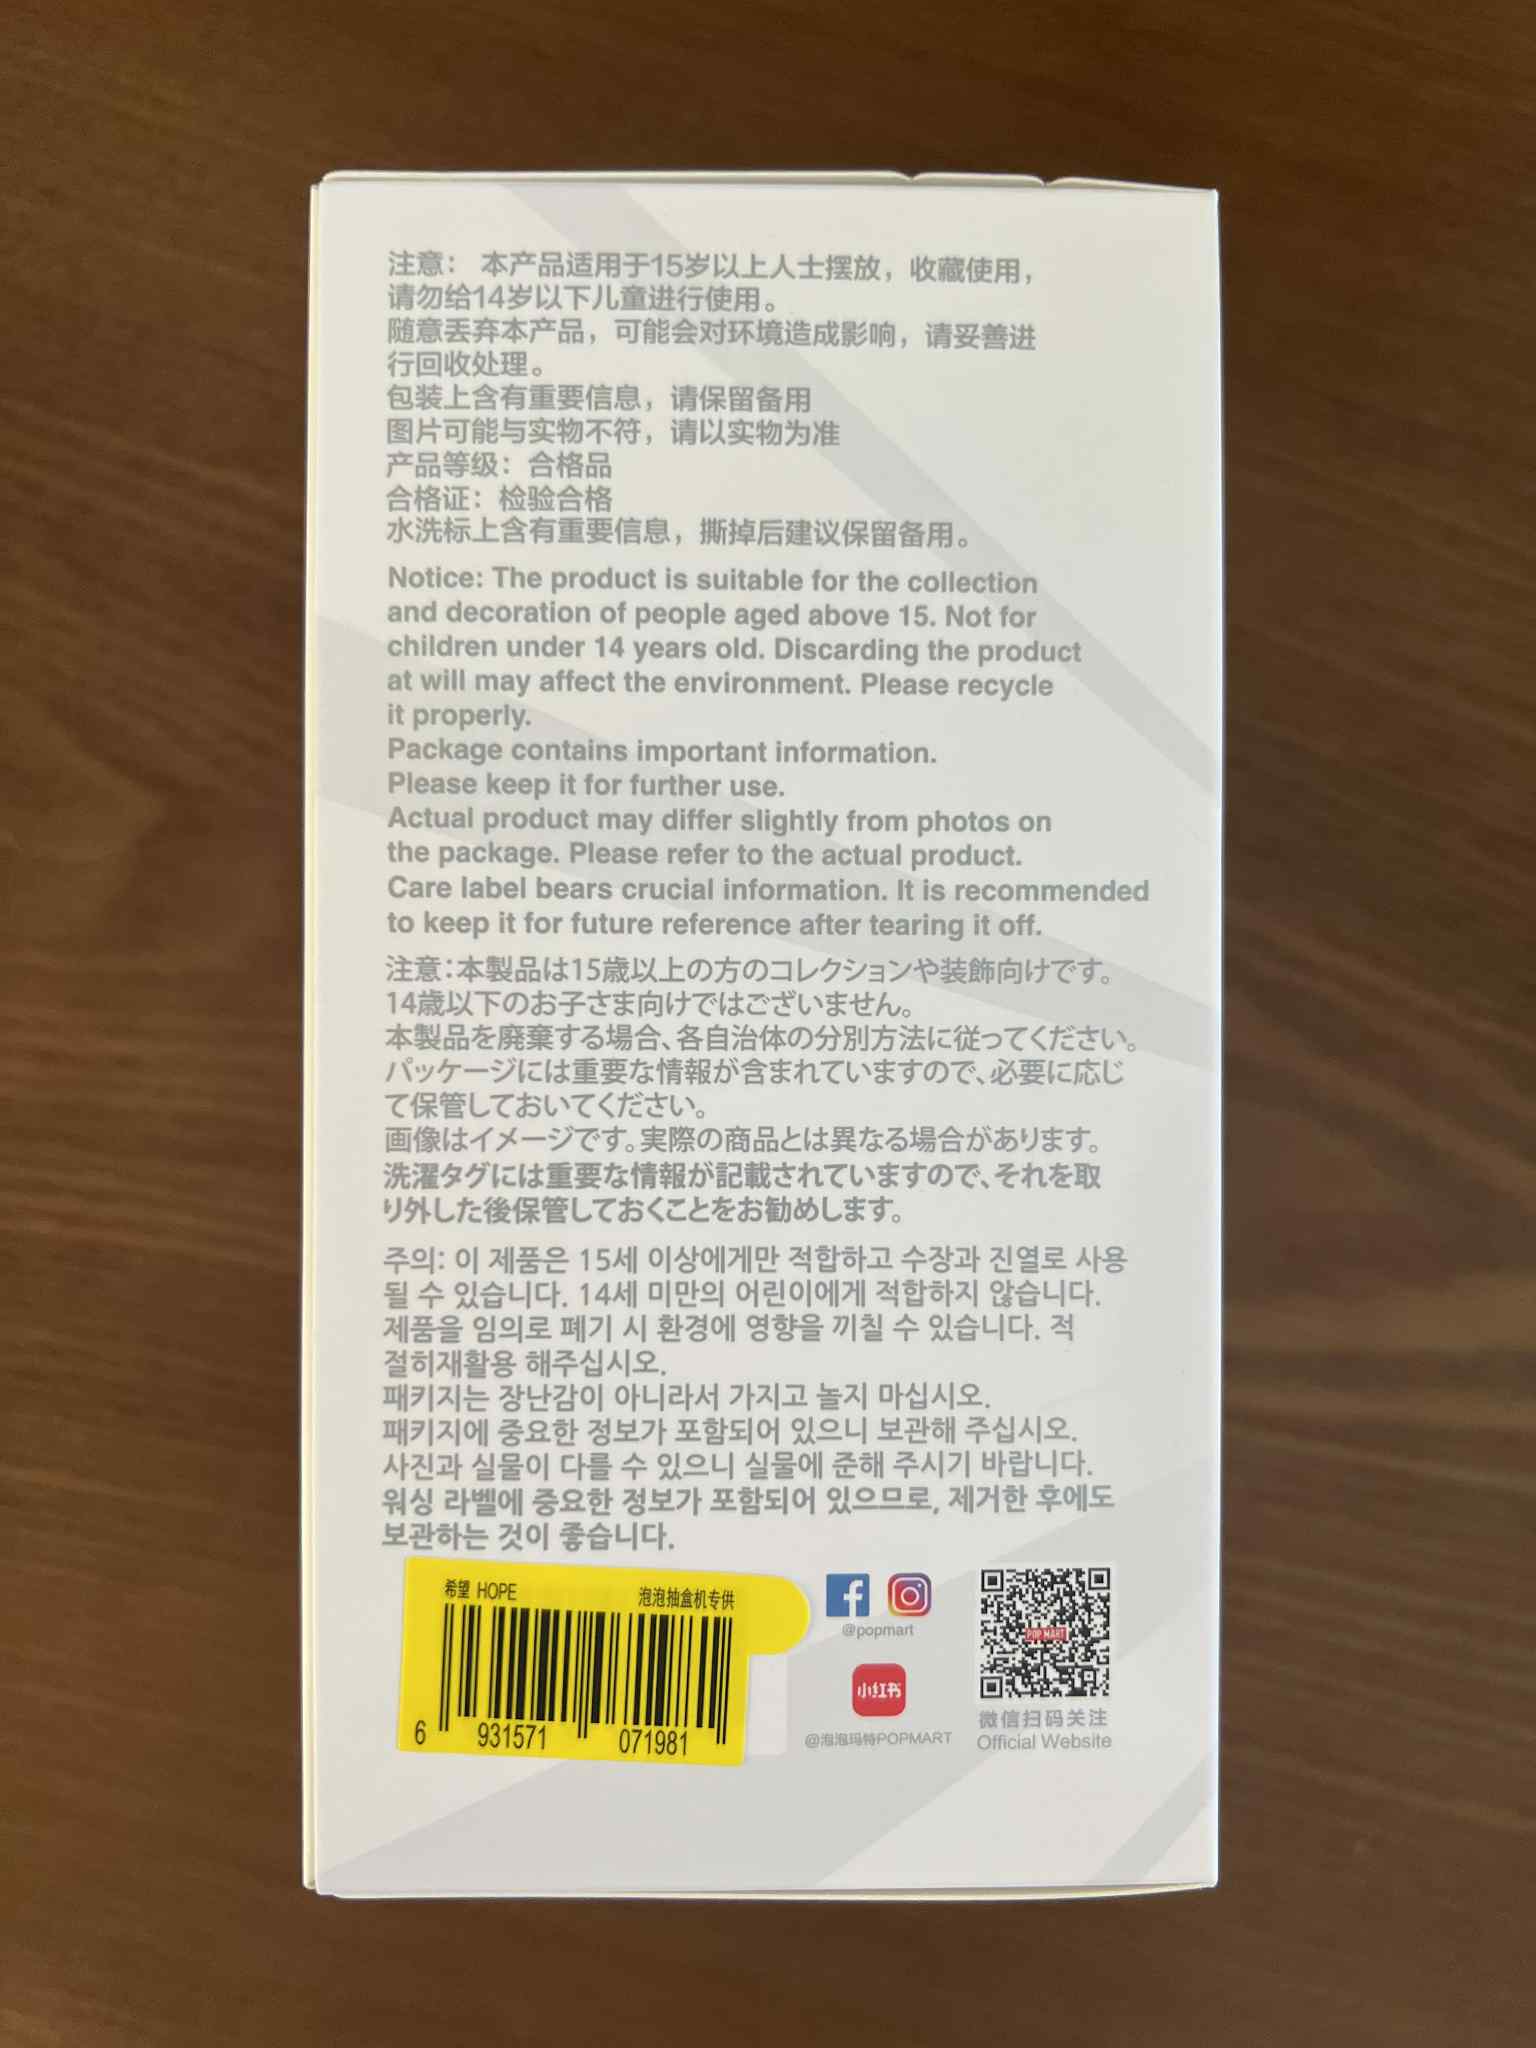 注意： 本产品适用于15岁以上人士摆放，收藏使用，
请勿给14岁以下儿童进行使用。
随意丢弃本产品，可能会对环境造成影响，请妥善进
行回收处理。
包装上含有重要信息，请保留备用
图片可能与实物不符，请以实物为准
产品等级：合格品
合格证：检验合格
水洗标上含有重要信息，撕掉后建议保留备用。
Notice: The product is suitable for the collection
and decoration of people aged above 15. Not for
children under 14 years old. Discarding the product
at will may affect the environment. Please recycle
it properly.
Package contains important information.
Please keep it for further use.
Actual product may differ slightly from photos on
the package. Please refer to the actual product.
Care label bears crucial information. It is recommended
to keep it for future reference after tearing it off.
注意：本製品は15歳以上の方のコレクションや装飾向けです。
14歳以下のお子さま向けではございません。
本製品を廃棄する場合、各自治体の分別方法に従ってください。
パッケージには重要な情報が含まれていますので、必要に応じ
て保管しておいてください。
画像はイメージです。実際の商品とは異なる場合があります。
洗濯タグには重要な情報が記載されていますので、それを取
り外した後保管しておくことをお勧めします。
주의: 이 제품은 15세 이상에게만 적합하고 수장과 진열로 사용
될 수 있습니다. 14세 미만의 어린이에게 적합하지 않습니다.
제품을 임의로 폐기 시 환경에 영향을 끼칠 수 있습니다. 적
절히재활용 해주십시오.
패키지는 장난감이 아니라서 가지고 놀지 마십시오.
패키지에 중요한 정보가 포함되어 있으니 보관해 주십시오.
사진과 실물이 다를 수 있으니 실물에 준해 주시기 바랍니다.
워싱 라벨에 중요한 정보가 포함되어 있으므로, 제거한 후에도
보관하는 것이 좋습니다.
希望 HOPE 泡泡抽盒机专供
6 931571 071981
@popmart
小红书
@泡泡玛特POPMART
POP MART
微信扫码关注
Official Website